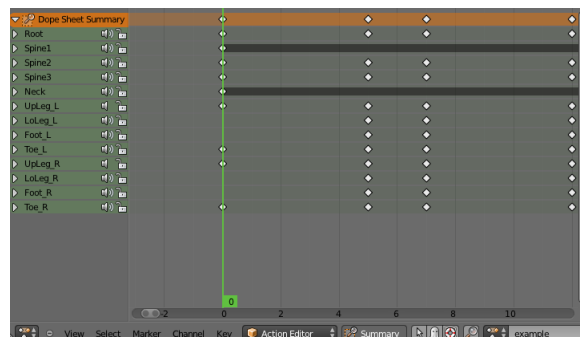 Dope Sheet Summary
Root
Spine1
Spine2
Spine3
Neck
UpLeg_L
LoLeg_L
Foot_L
Toe_L
UpLeg_R
LoLeg_R
Foot_R
Toe_R
0
-2 0 2 4 6 8 10
View Select Marker Channel Key Action Editor Summary example